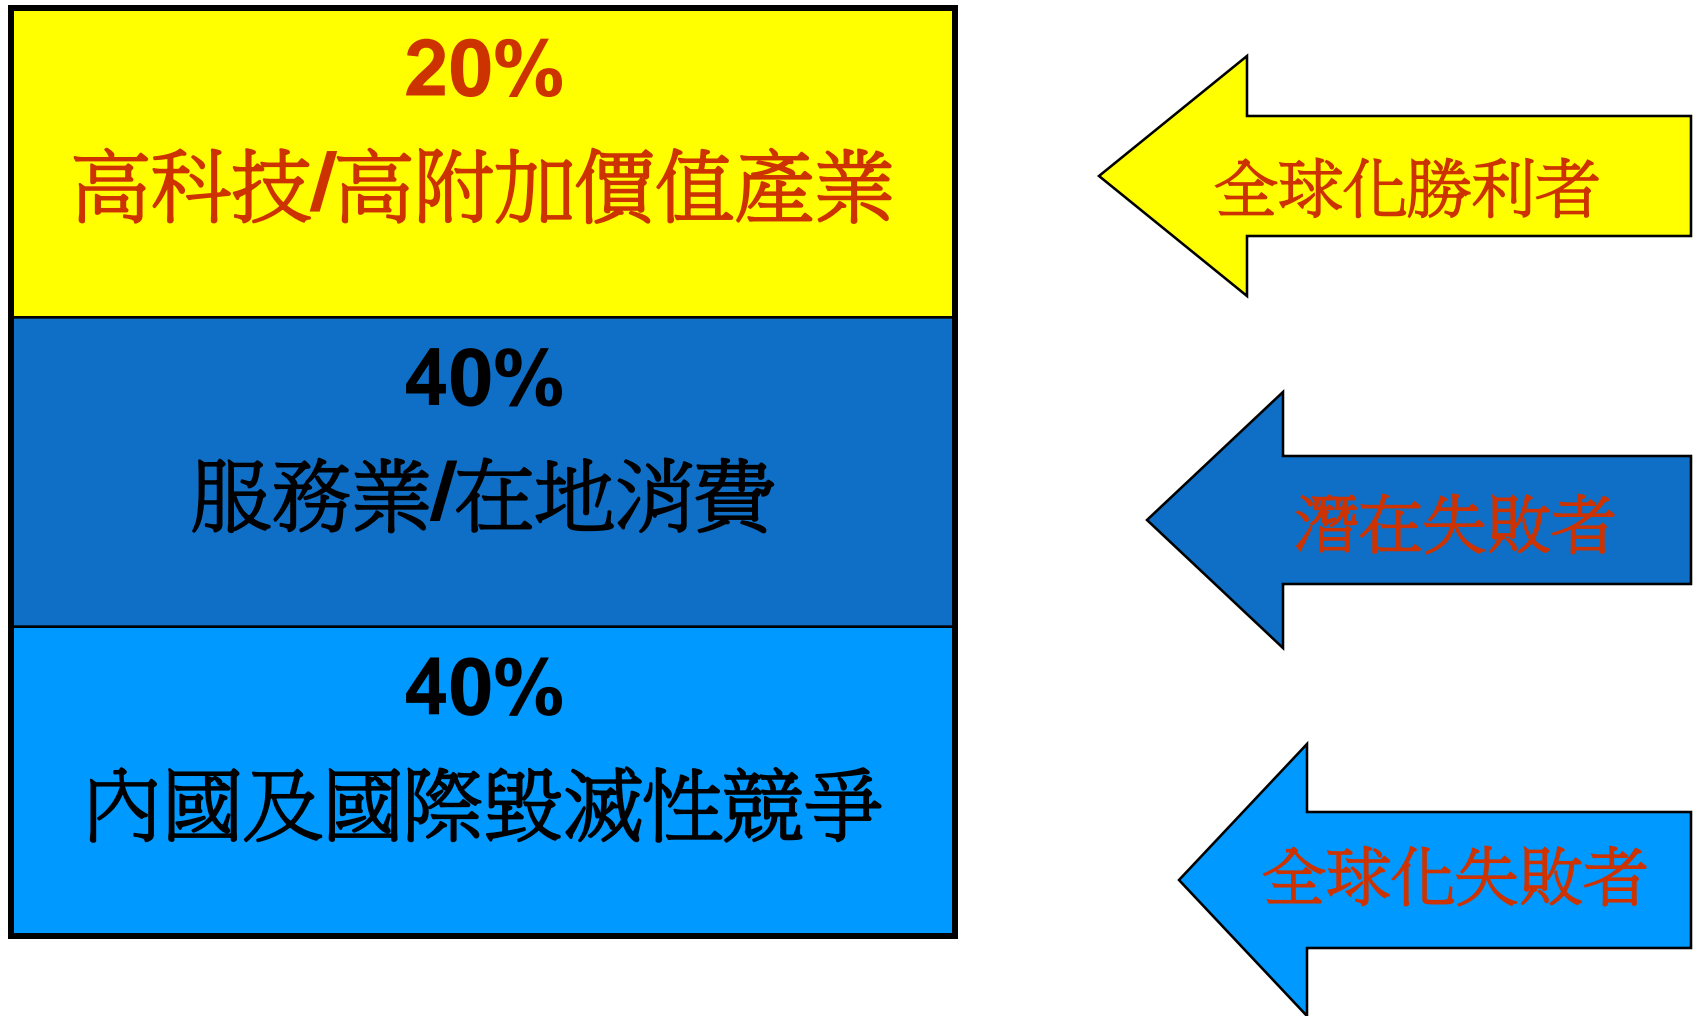 20%
高科技/高附加價值產業
全球化勝利者
40%
服務業/在地消費
潛在失敗者
40%
內國及國際毀滅性競爭
全球化失敗者